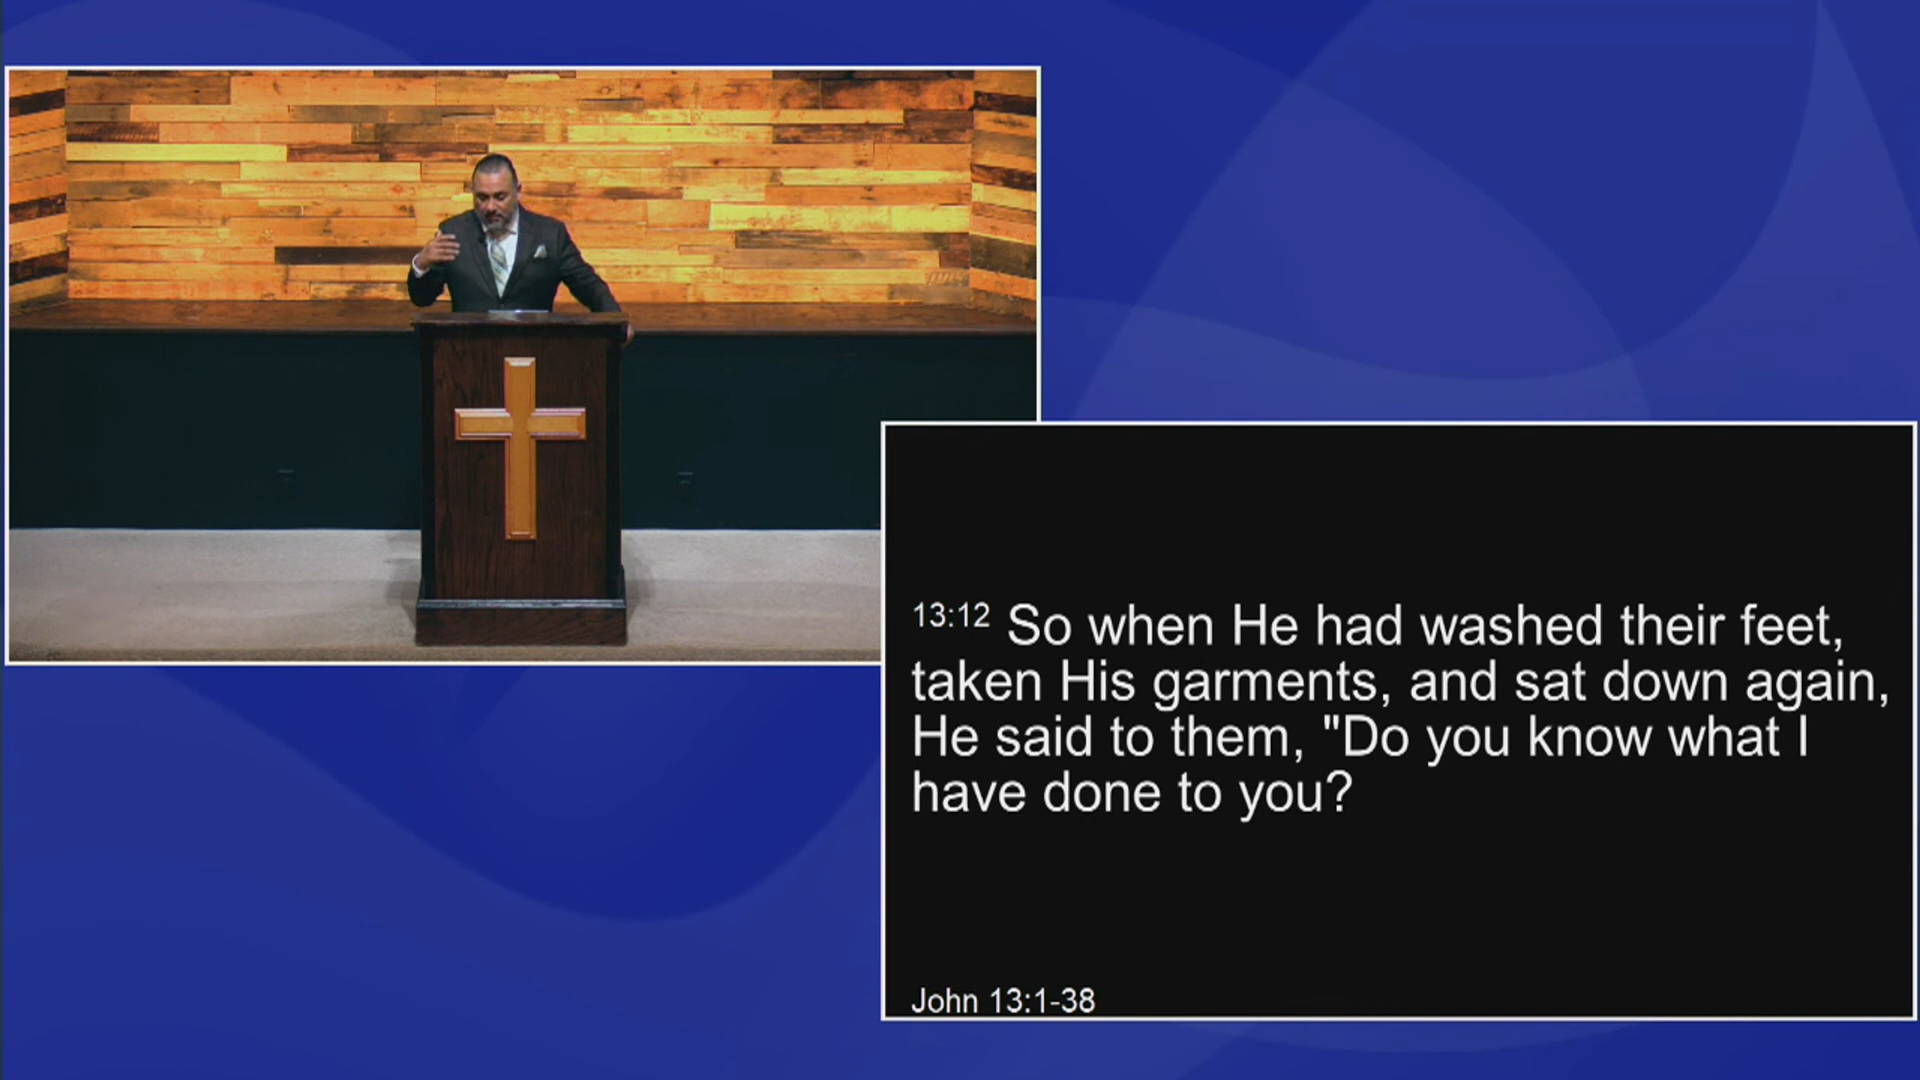 13:12 So when He had washed their feet,
taken His garments, and sat down again,
He said to them, "Do you know what I
have done to you?
John 13:1-38